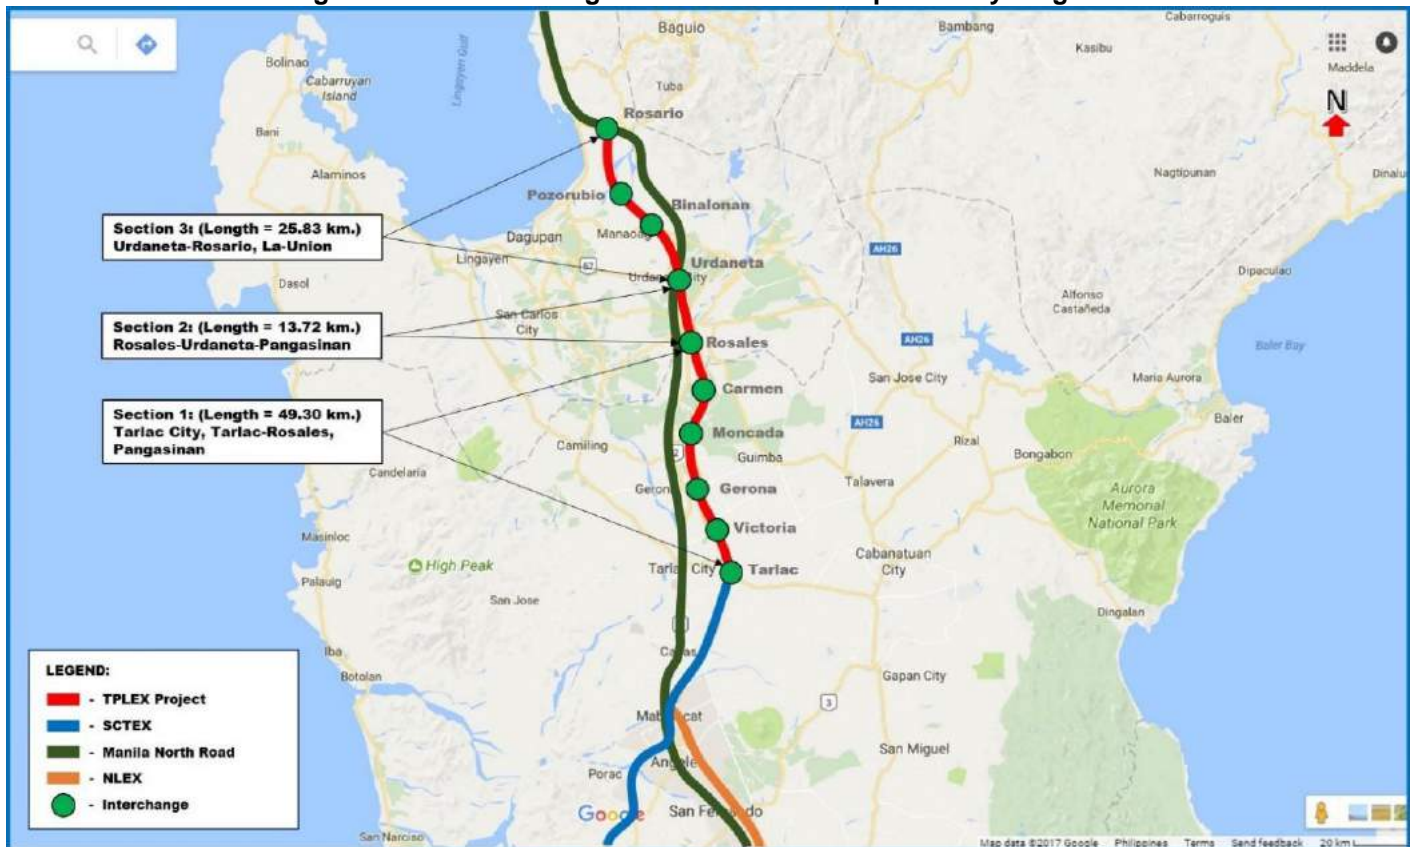 Baguio
Cabarroguis
Bambang
Kasibu
Maddela
N
Bolinao
Cabarruyan
Island
Lingayen Gulf
Tuba
Rosario
Bani
Alaminos
Nagtipunan
Dinalu
Pozorubio
Binalonan
Section 3: (Length = 25.83 km.)
Urdaneta-Rosario, La-Union
Dagupan
Manaoag
Lingayen
67
Urdaneta
AH26
Dipaculao
Dasol
Alfonso
Castañeda
San Carlos
City
Section 2: (Length = 13.72 km.)
Rosales-Urdaneta-Pangasinan
Rosales
AH26
Baler Bay
San Jose City
Maria Aurora
Carmen
Section 1: (Length = 49.30 km.)
Tarlac City, Tarlac-Rosales,
Pangasinan
AH26
Baler
Moncada
Camiling
2
Guimba
Rizal
Bongabon
Candelaria
Talavera
Gerona
Aurora
Memorial
National Park
Victoria
Masinloc
Cabanatuan
City
High Peak
Tarlac
Palauig
San Jose
Dingalan
Iba
LEGEND:
Botolan
Gapan City
- TPLEX Project
3
- SCTEX
San Miguel
- Manila North Road
- NLEX
Porac
- Interchange
Google
San Narciso
Map data ©2017 Google Philippines Terms Send feedback 20 km